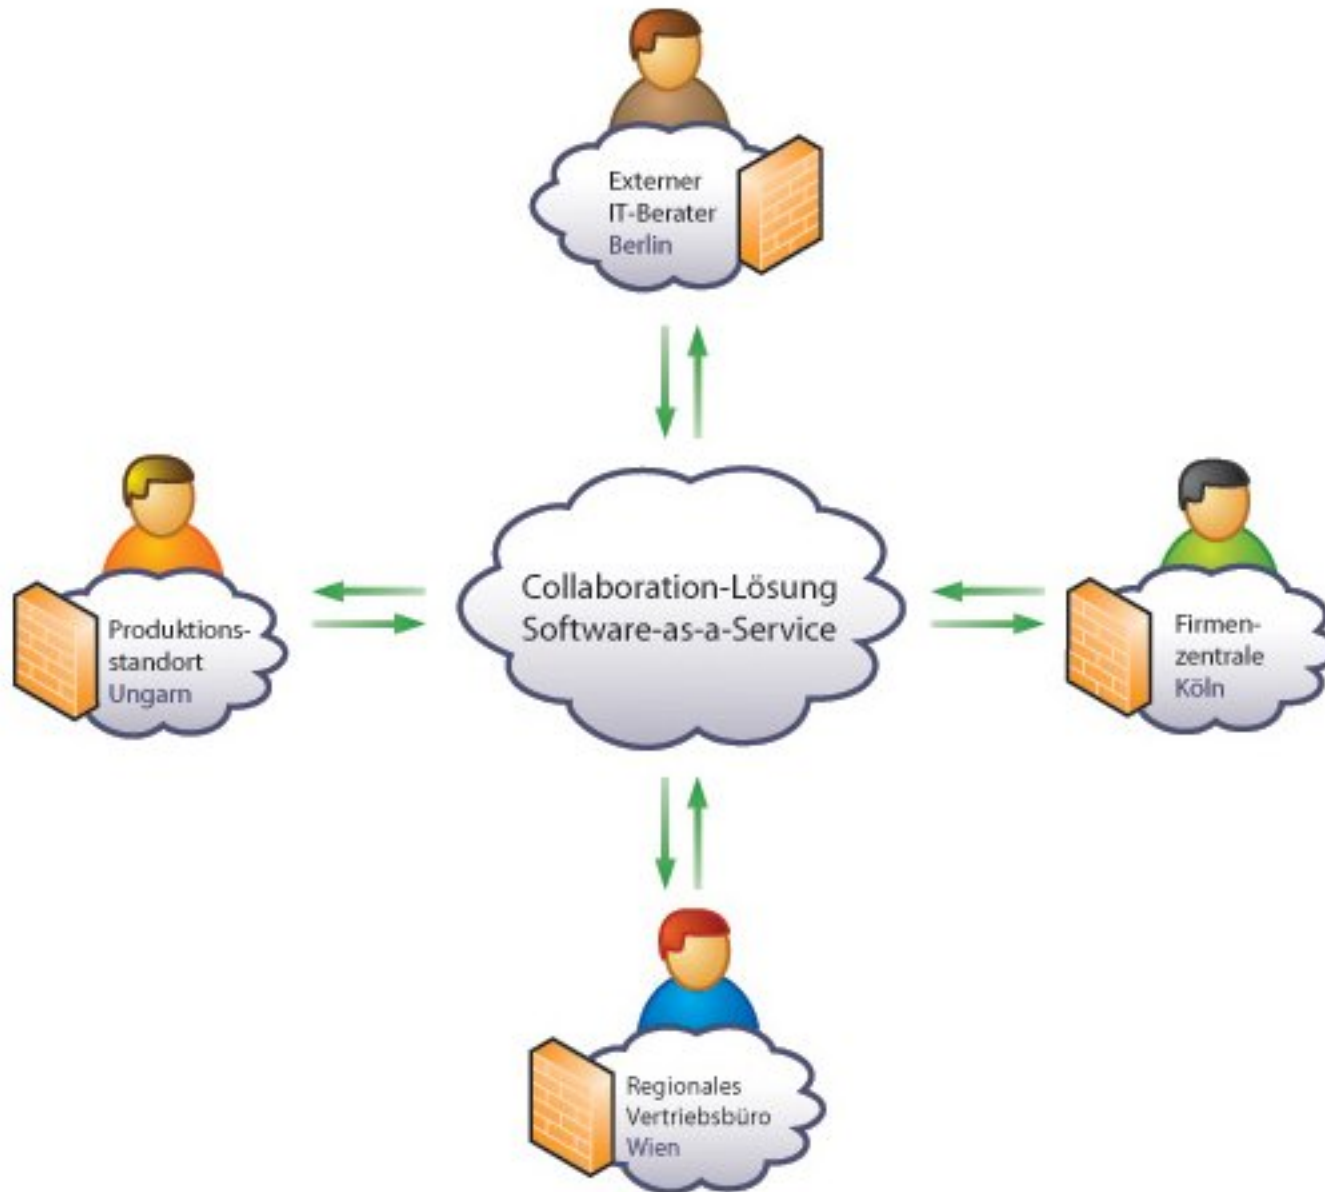 Externer
IT-Berater
Berlin
Produktions-
standort
Ungarn
Collaboration-Lösung
Software-as-a-Service
Firmen-
zentrale
Köln
Regionales
Vertriebsbüro
Wien